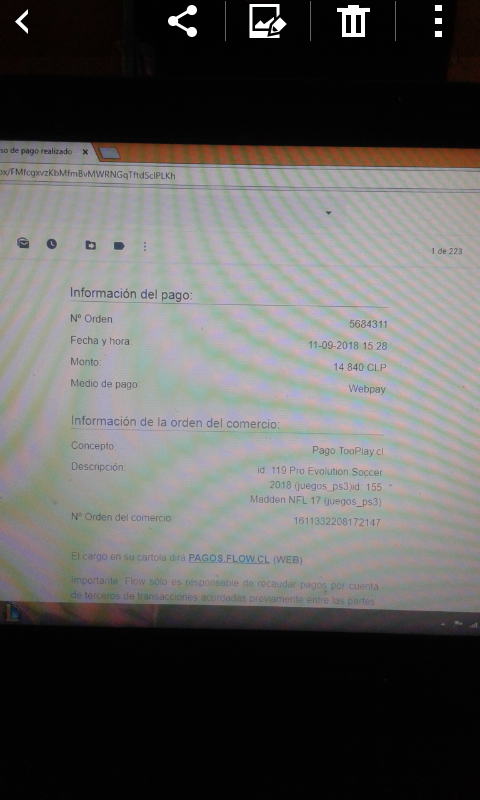 so de pago realizado
ox/FMfcgxvzKbMfmBvMWRNGqTftdSclPLKh
1 de 223
Información del pago:
Nº Orden 5684311
Fecha y hora: 11-09-2018 15:28
Monto: 14.840 CLP
Medio de pago: Webpay
Información de la orden del comercio:
Concepto Pago TooPlay.cl
Descripción: id: 119 Pro Evolution Soccer
2018 (juegos_ps3)id: 155
Madden NFL 17 (juegos_ps3)
Nº Orden del comercio 1611332208172147
El cargo en su cartola dirá PAGOS.FLOW.CL (WEB)
Importante: Flow sólo es responsable de recaudar pagos por cuenta
de terceros de transacciones acordadas previamente entre las partes